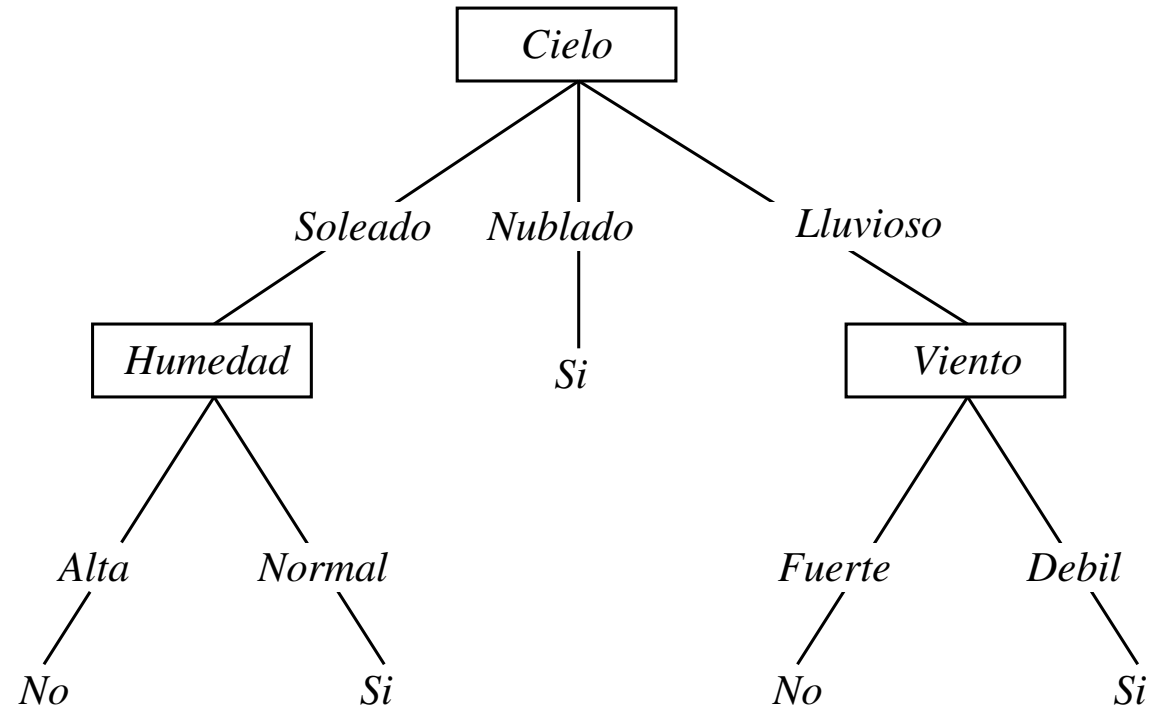 Cielo
Soleado Nublado Lluvioso
Humedad Si Viento
Alta Normal Fuerte Debil
No Si No Si